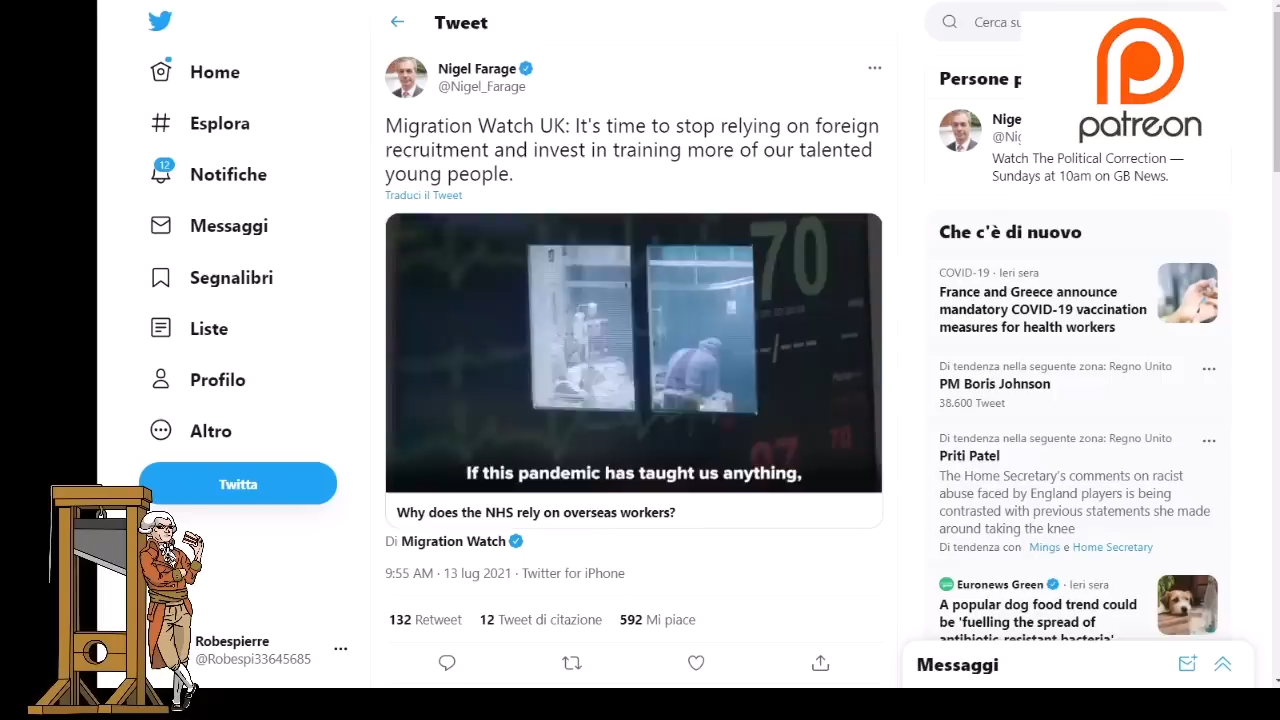 Home
Esplora
12
Notifiche
Messaggi
Segnalibri
Liste
Profilo
Altro
Twitta
Robespierre
@Robespi33645685
Tweet
Nigel Farage
@Nigel_Farage
Migration Watch UK: It's time to stop relying on foreign
recruitment and invest in training more of our talented
young people.
Traduci il Tweet
70
--/---
97
70
If this pandemic has taught us anything,
Why does the NHS rely on overseas workers?
Di Migration Watch
9:55 AM · 13 lug 2021 · Twitter for iPhone
132 Retweet 12 Tweet di citazione 592 Mi piace
Cerca su
patreon
Persone p
Nige
@Nig
Watch The Political Correction —
Sundays at 10am on GB News.
Che c'è di nuovo
COVID-19 · Ieri sera
France and Greece announce
mandatory COVID-19 vaccination
measures for health workers
Di tendenza nella seguente zona: Regno Unito
PM Boris Johnson
38.600 Tweet
Di tendenza nella seguente zona: Regno Unito
Priti Patel
The Home Secretary's comments on racist
abuse faced by England players is being
contrasted with previous statements she made
around taking the knee
Di tendenza con Mings e Home Secretary
Euronews Green · Ieri sera
A popular dog food trend could
be 'fuelling the spread of
antibiotic-resistant bacteria'
Messaggi